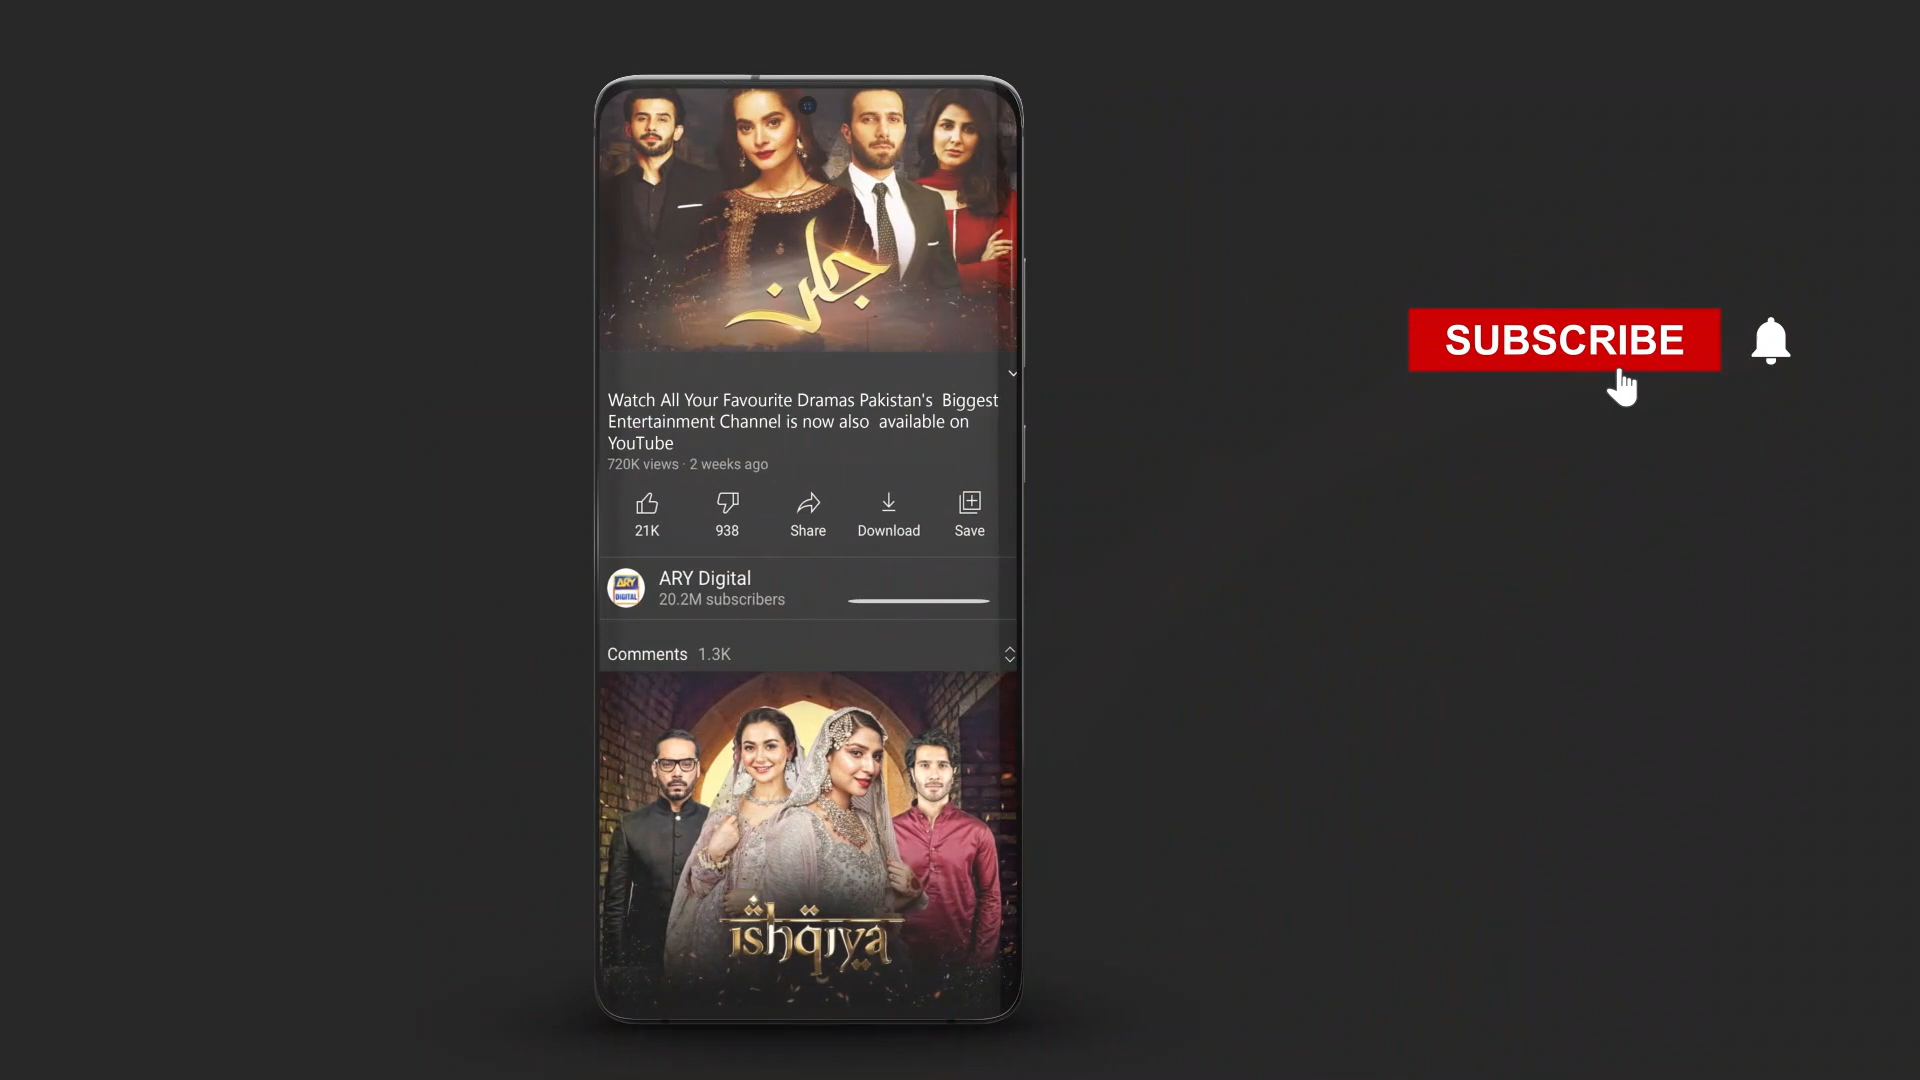 جلن
Watch All Your Favourite Dramas Pakistan's  Biggest
Entertainment Channel is now also  available on
YouTube
720K views · 2 weeks ago
21K
938
Share
Download
Save
ARY
DIGITAL
ARY Digital
20.2M subscribers
Comments 1.3K
ishqiya
SUBSCRIBE